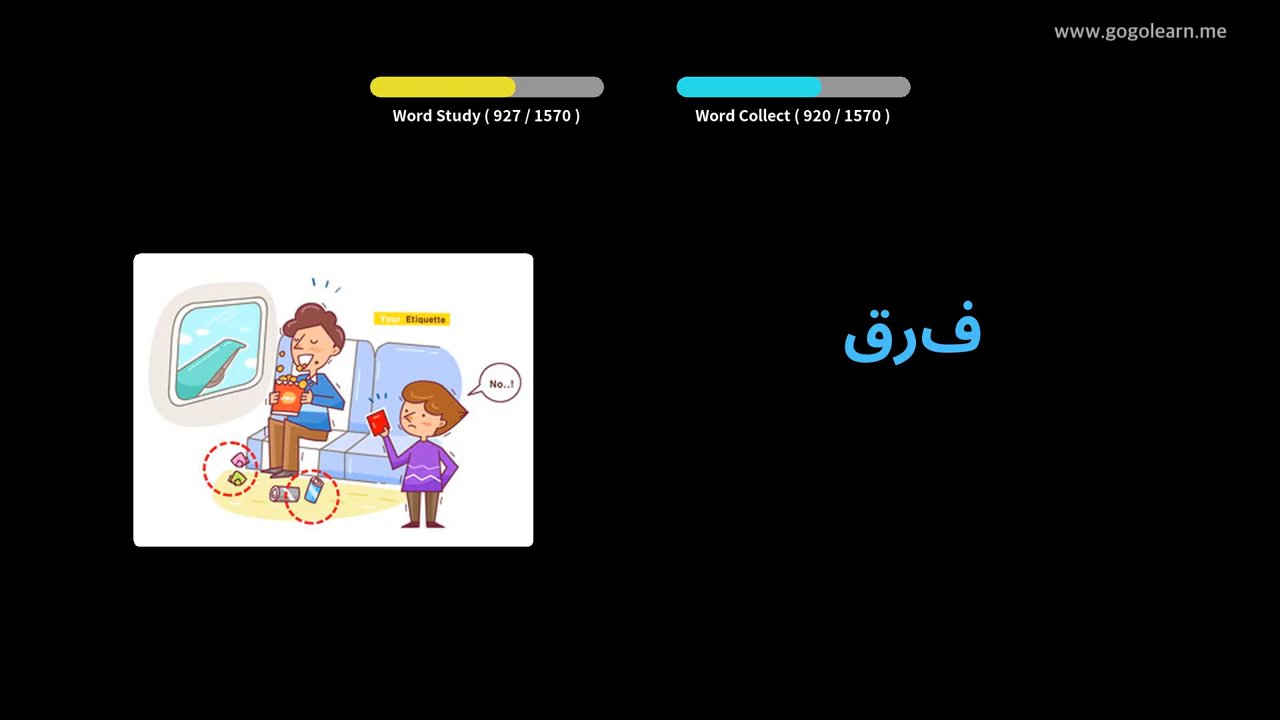 www.gogolearn.me
Word Study ( 927 / 1570 )
Word Collect ( 920 / 1570 )
Your Etiquette
No..!
فرق